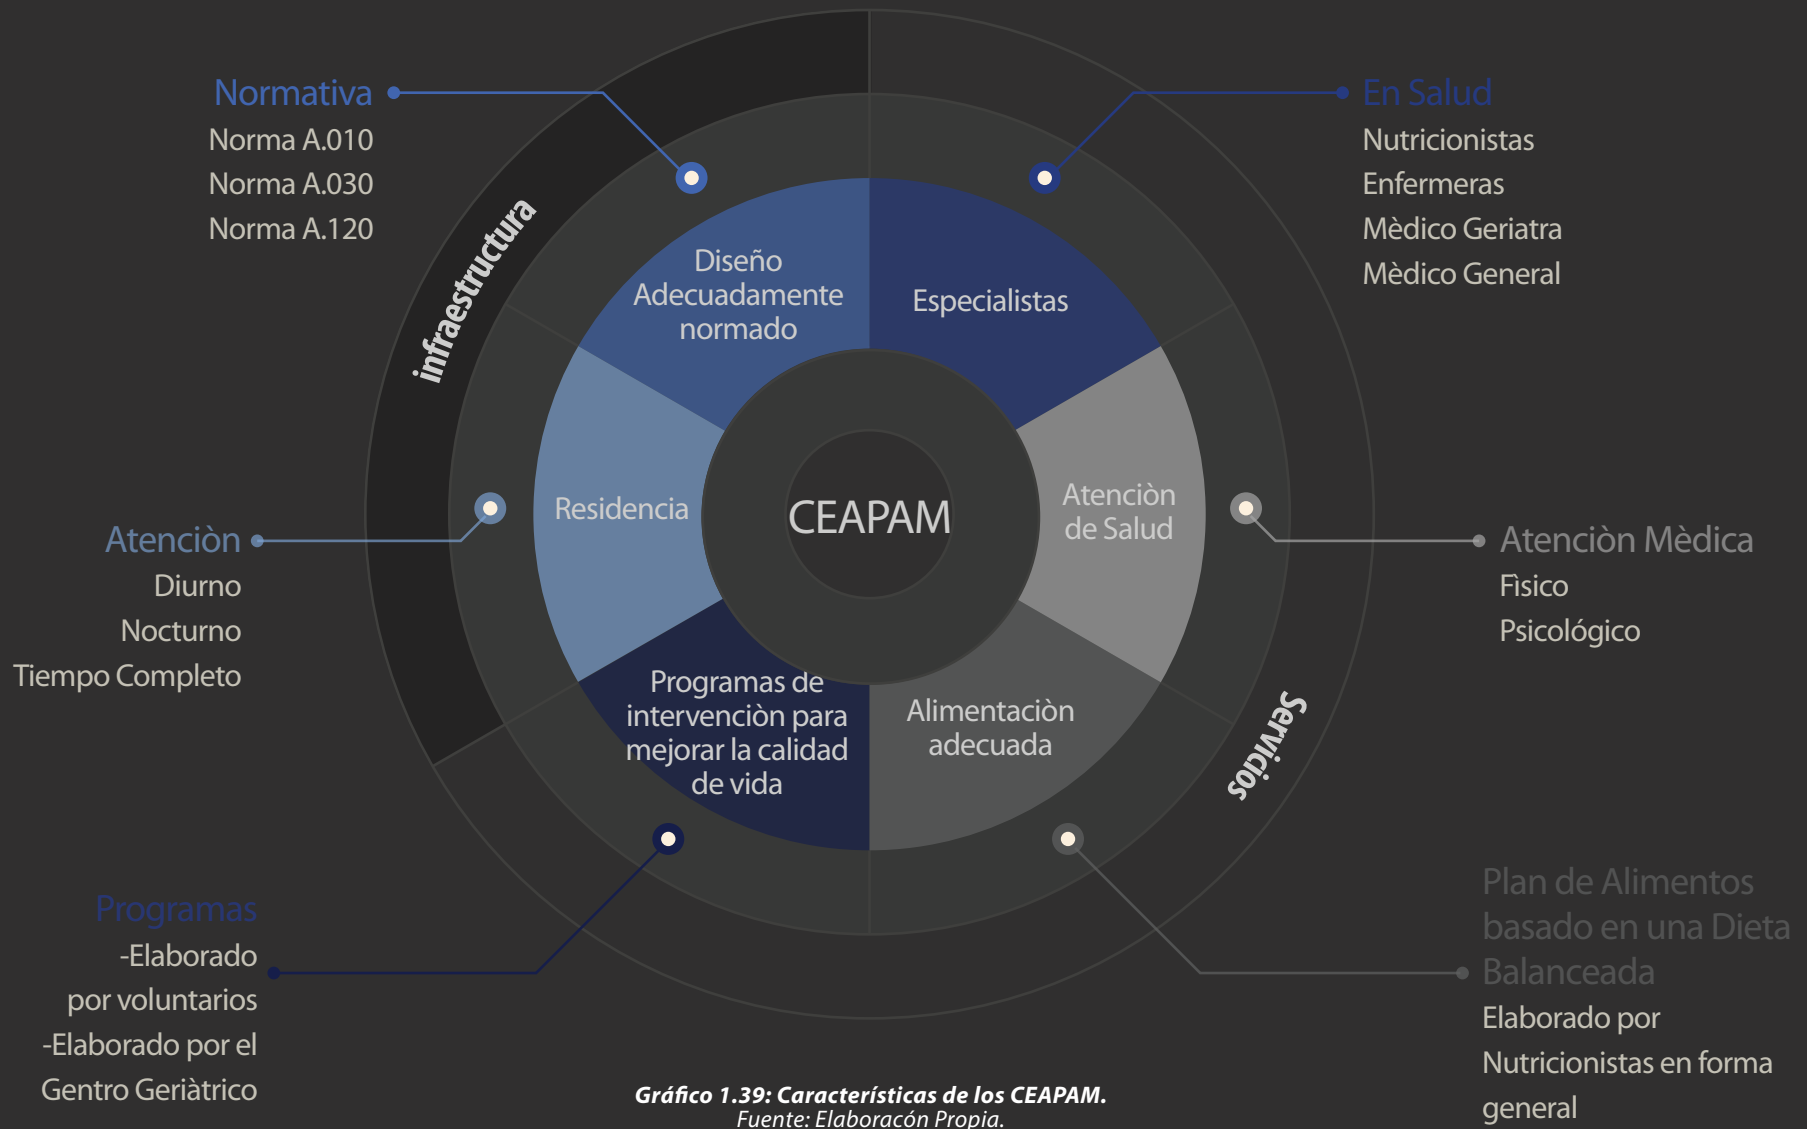 Normativa
Norma A.010
Norma A.030
Norma A.120
En Salud
Nutricionistas
Enfermeras
Mèdico Geriatra
Mèdico General
infraestructura
Diseño
Adecuadamente
normado
Especialistas
Residencia
CEAPAM
Atenciòn
de Salud
Atenciòn
Diurno
Nocturno
Tiempo Completo
Atenciòn Mèdica
Fìsico
Psicológico
Programas de
intervenciòn para
mejorar la calidad
de vida
Alimentaciòn
adecuada
Servicios
Programas
-Elaborado
por voluntarios
-Elaborado por el
Gentro Geriàtrico
Plan de Alimentos
basado en una Dieta
Balanceada
Elaborado por
Nutricionistas en forma
general
Gráfico 1.39: Características de los CEAPAM.
Fuente: Elaboracón Propia.